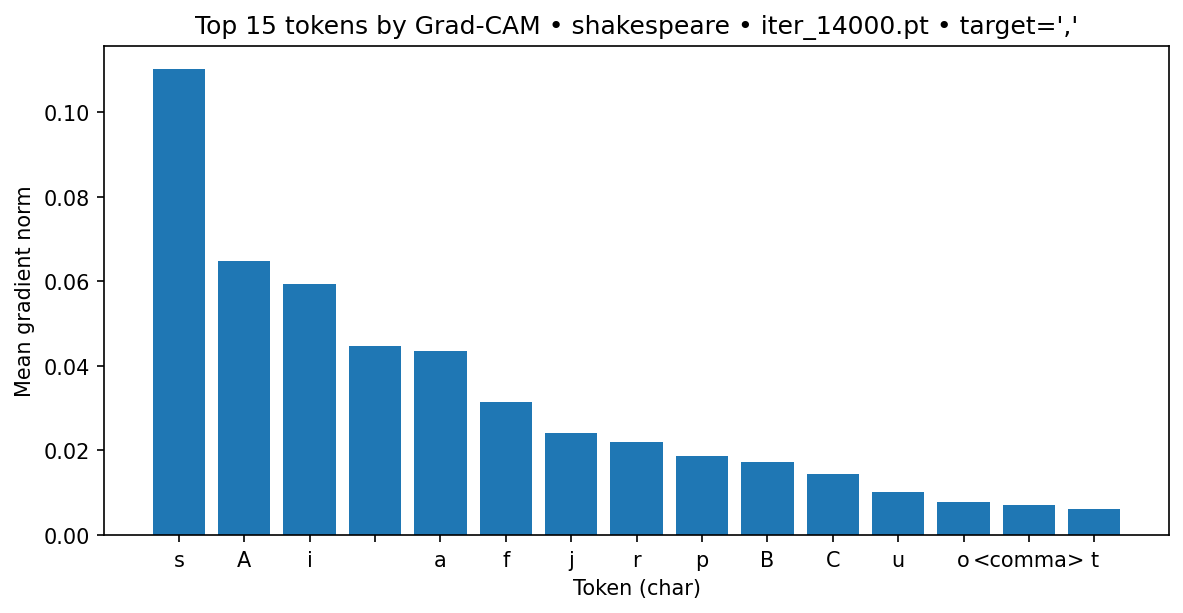 Top 15 tokens by Grad-CAM • shakespeare • iter_14000.pt • target=','
Mean gradient norm
0.10
0.08
0.06
0.04
0.02
0.00
s A i a f j r p B C u o <comma> t
Token (char)